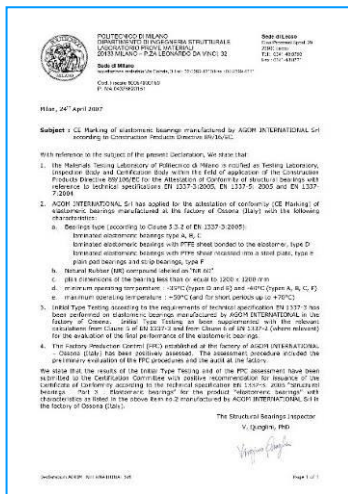 POLITECNICO DI MILANO
DIPARTIMENTO DI INGEGNERIA STRUTTURALE
LABORATORIO PROVE MATERIALI
20133 MILANO - P.ZA LEONARDO DA VINCI 32
Sede di Milano
Sede di Lecco
Milan, 24th April 2007
Subject : CE Marking of elastomeric bearings manufactured by AGOM INTERNATIONAL Srl
according to Construction Products Directive 89/16/EC.
With reference to the subject of the present Declaration, We state that
1. The Materials Testing Laboratory of Politecnico di Milano is notified as Testing Laboratory,
Inspection Body and Certification Body within the field of application of the Construction
Products Directive 89/106/EC for the Attestation of Conformity of structural bearings with
reference to technical specifications EN 1337-3:2005, EN 1337-5: 2005 and EN 1337-
7:2004
2. AGOM INTERNATIONAL Srl has applied for the attestation of conformity (CE Marking) of
elastomeric bearings manufactured at the factory of Ossona (Italy) with the following
characteristics:
a. Bearings type (according to Clause 3.3.2 of EN 1337-3:2005)
laminated elastomeric bearings type A, B, C
laminated elastomeric bearings with PTFE sheet bonded to the elastomer, type D
laminated elastomeric bearings with PTFE sheet recessed into a steel plate, type E
plain pad bearings and strip bearings, type F
b. Natural Rubber (NR) compound labeled as "NR 60"
c. plan dimensions of the bearing less than or equal to 1200 x 1200 mm
d. minimum operating temperature : -35°C (types D and E) and -40°C (types A, B, C, F)
e. maximum operating temperature : +50°C (and for short periods up to +70°C)
3. Initial Type Testing according to the requirements of technical specification EN 1337-3 has
been performed on elastomeric bearings manufactured by AGOM INTERNATIONAL in the
factory of Ossona. Initial Type Testing has been supplemented with the relevant
calculations from Clause 5 of EN 1337-3 and from Clause 6 of EN 1337-2 (where relevant)
for the evaluation of the final performance of the elastomeric bearings.
4. The Factory Production Control (FPC) established at the factory of AGOM INTERNATIONAL
- Ossona (Italy) has been positively assessed. The assessment procedure included the
preliminary evaluation of the FPC procedures and the audit at the factory.
We state that the results of the Initial Type Testing and of the FPC assessment have been
submitted to the Certification Committee with positive recommendation for issuance of the
Certificate of Conformity according to the technical specification EN 1337-3: 2005 "Structural
bearings - Part 3 : Elastomeric bearings" for the product "elastomeric bearings" with
characteristics as listed in the above item no.2 manufactured by AGOM INTERNATIONAL Srl in
the factory of Ossona (Italy).
The Structural Bearings Inspector
V. Quaglini, PhD
Page 1 of 1